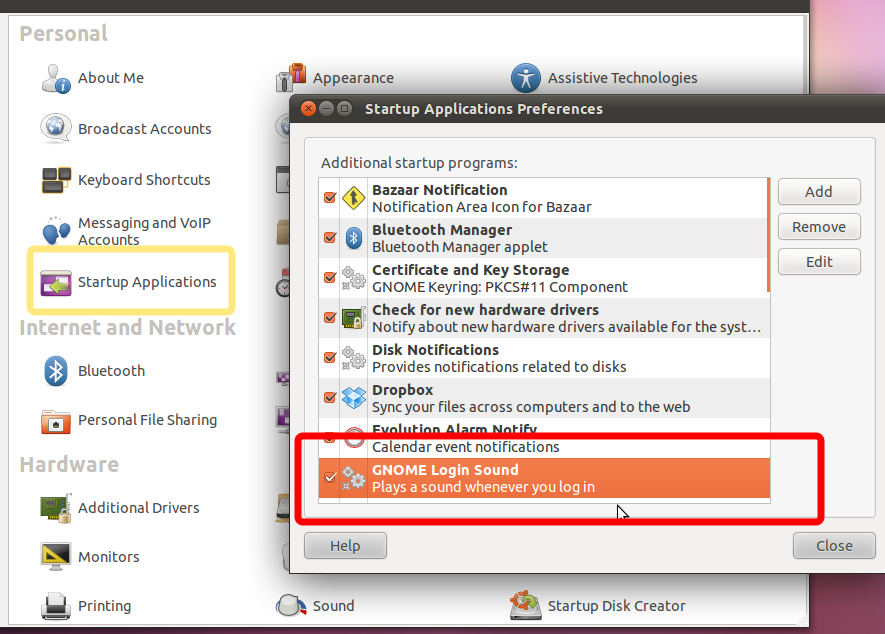 Personal
About Me
Appearance
Assistive Technologies
Broadcast Accounts
Keyboard Shortcuts
Messaging and VoIP
Accounts
Startup Applications
Internet and Network
Bluetooth
Personal File Sharing
Hardware
Additional Drivers
Monitors
Printing
Sound
Startup Disk Creator
Startup Applications Preferences
Additional startup programs:
Bazaar Notification
Notification Area Icon for Bazaar
Bluetooth Manager
Bluetooth Manager applet
Certificate and Key Storage
GNOME Keyring: PKCS#11 Component
Check for new hardware drivers
Notify about new hardware drivers available for the syst...
Disk Notifications
Provides notifications related to disks
Dropbox
Sync your files across computers and to the web
Evolution Alarm Notify
Calendar event notifications
GNOME Login Sound
Plays a sound whenever you log in
Add
Remove
Edit
Help
Close